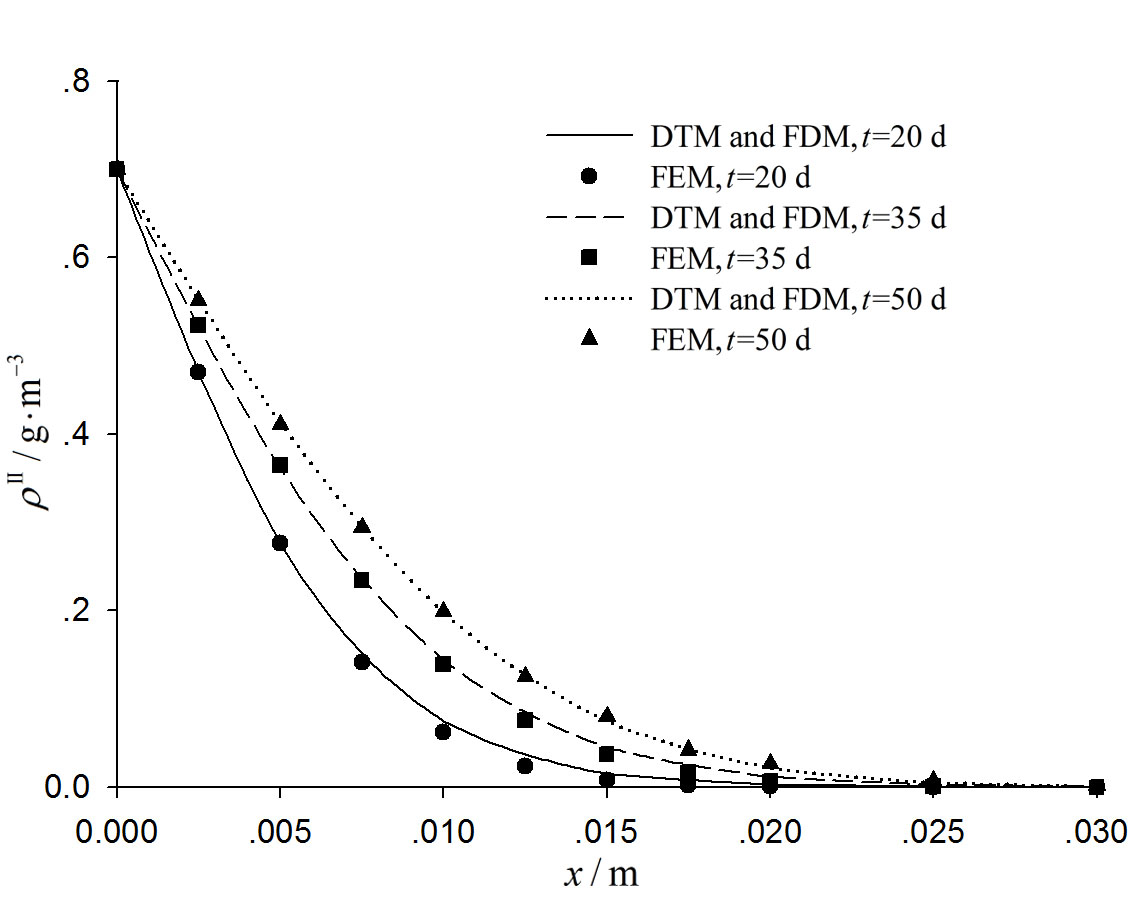 .8
.6
.4
.2
0.0
ρᴵᴵ / g·m⁻³
DTM and FDM, t=20 d
FEM, t=20 d
DTM and FDM, t=35 d
FEM, t=35 d
DTM and FDM, t=50 d
FEM, t=50 d
0.000 .005 .010 .015 .020 .025 .030
x / m